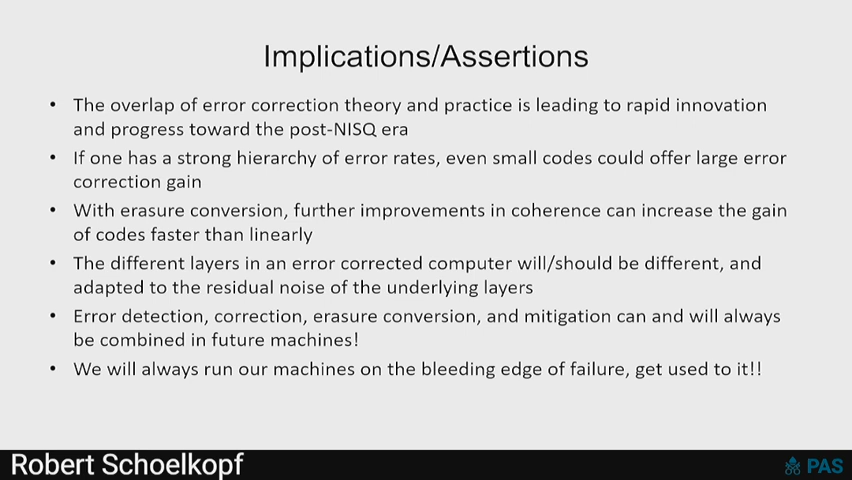 Implications/Assertions
• The overlap of error correction theory and practice is leading to rapid innovation
and progress toward the post-NISQ era
• If one has a strong hierarchy of error rates, even small codes could offer large error
correction gain
• With erasure conversion, further improvements in coherence can increase the gain
of codes faster than linearly
• The different layers in an error corrected computer will/should be different, and
adapted to the residual noise of the underlying layers
• Error detection, correction, erasure conversion, and mitigation can and will always
be combined in future machines!
• We will always run our machines on the bleeding edge of failure, get used to it!!
Robert Schoelkopf
PAS